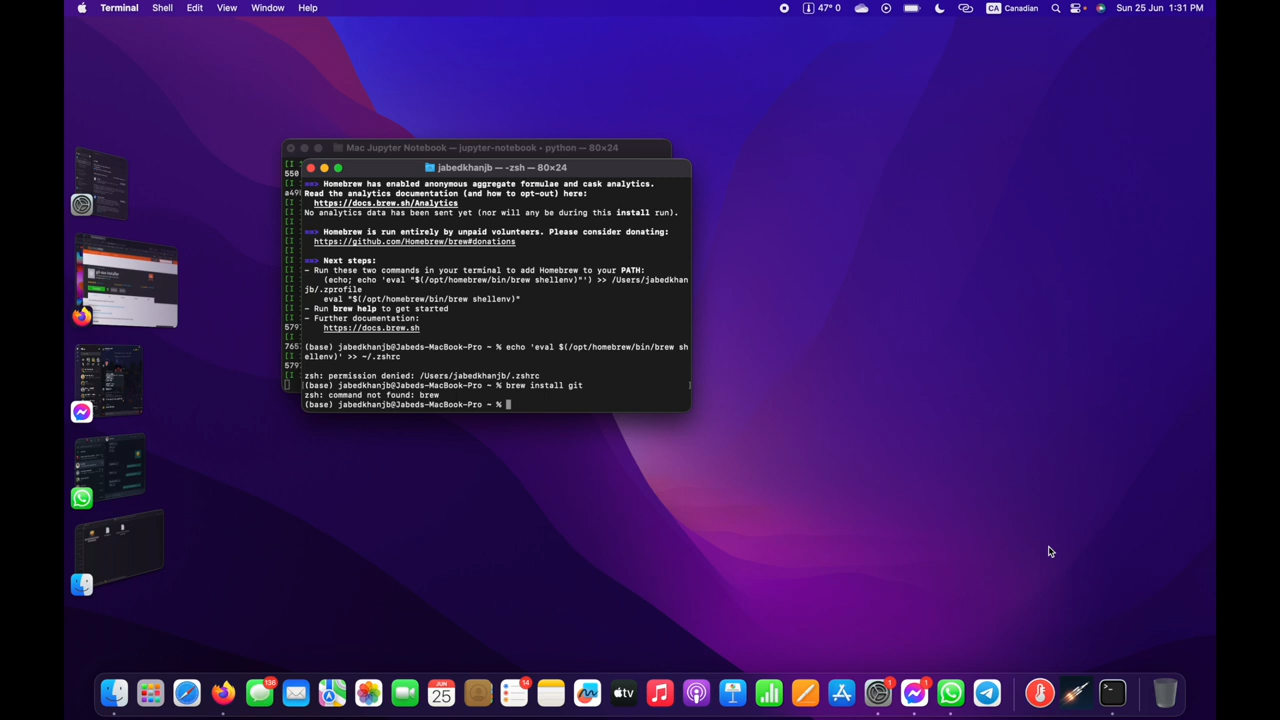 Terminal Shell Edit View Window Help
47° 0 CA Canadian Sun 25 Jun 1:31 PM
Mac Jupyter Notebook — jupyter-notebook • python — 80×24
jabedkhanjb — -zsh — 80×24
==> Homebrew has enabled anonymous aggregate formulae and cask analytics.
Read the analytics documentation (and how to opt-out) here:
https://docs.brew.sh/Analytics
No analytics data has been sent yet (nor will any be during this install run).
==> Homebrew is run entirely by unpaid volunteers. Please consider donating:
https://github.com/Homebrew/brew#donations
==> Next steps:
- Run these two commands in your terminal to add Homebrew to your PATH:
(echo; echo 'eval "$(/opt/homebrew/bin/brew shellenv)"') >> /Users/jabedkhan
jb/.zprofile
eval "$(/opt/homebrew/bin/brew shellenv)"
- Run brew help to get started
- Further documentation:
https://docs.brew.sh
(base) jabedkhanjb@Jabeds-MacBook-Pro ~ % echo 'eval $(/opt/homebrew/bin/brew sh
ellenv)' >> ~/.zshrc
zsh: permission denied: /Users/jabedkhanjb/.zshrc
[(base) jabedkhanjb@Jabeds-MacBook-Pro ~ % brew install git ]
zsh: command not found: brew
(base) jabedkhanjb@Jabeds-MacBook-Pro ~ %
136
JUN
25
14
tv
1
1